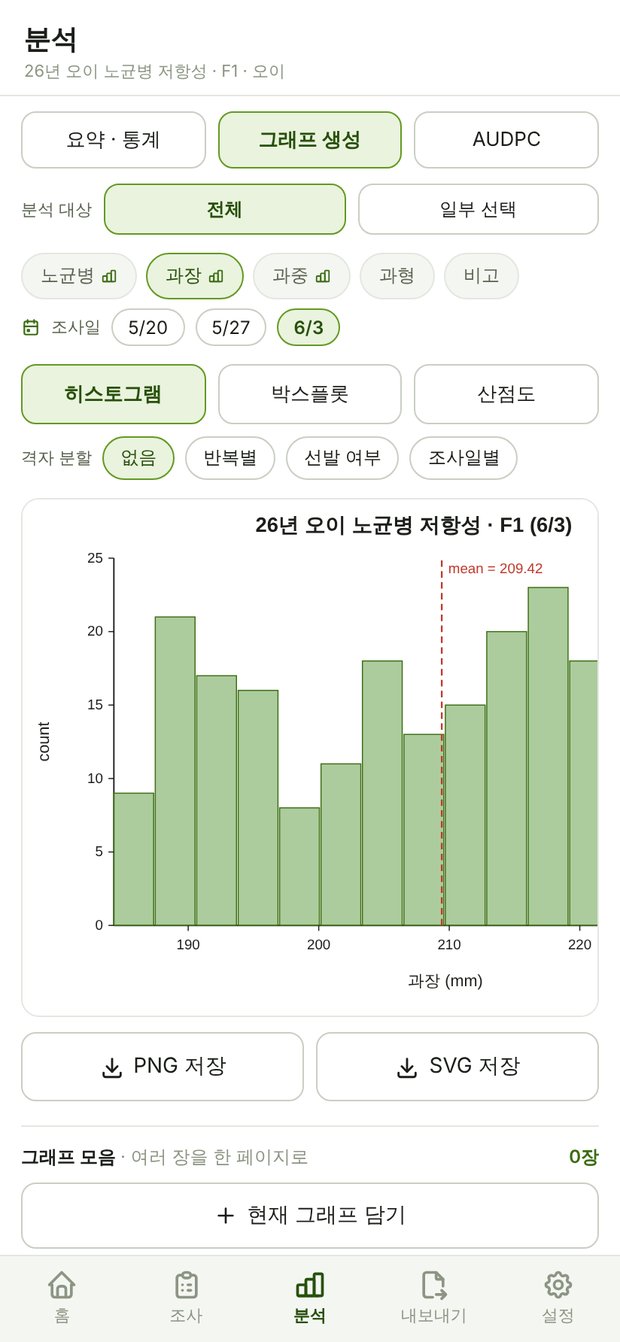 분석
26년 오이 노균병 저항성 · F1 · 오이
요약 · 통계
그래프 생성
AUDPC
분석 대상
전체
일부 선택
노균병
과장
과중
과형
비고
조사일
5/20
5/27
6/3
히스토그램
박스플롯
산점도
격자 분할
없음
반복별
선발 여부
조사일별
26년 오이 노균병 저항성 · F1 (6/3)
mean = 209.42
25
20
15
10
5
0
count
190
200
210
220
과장 (mm)
PNG 저장
SVG 저장
그래프 모음 · 여러 장을 한 페이지로
0장
+ 현재 그래프 담기
홈
조사
분석
내보내기
설정